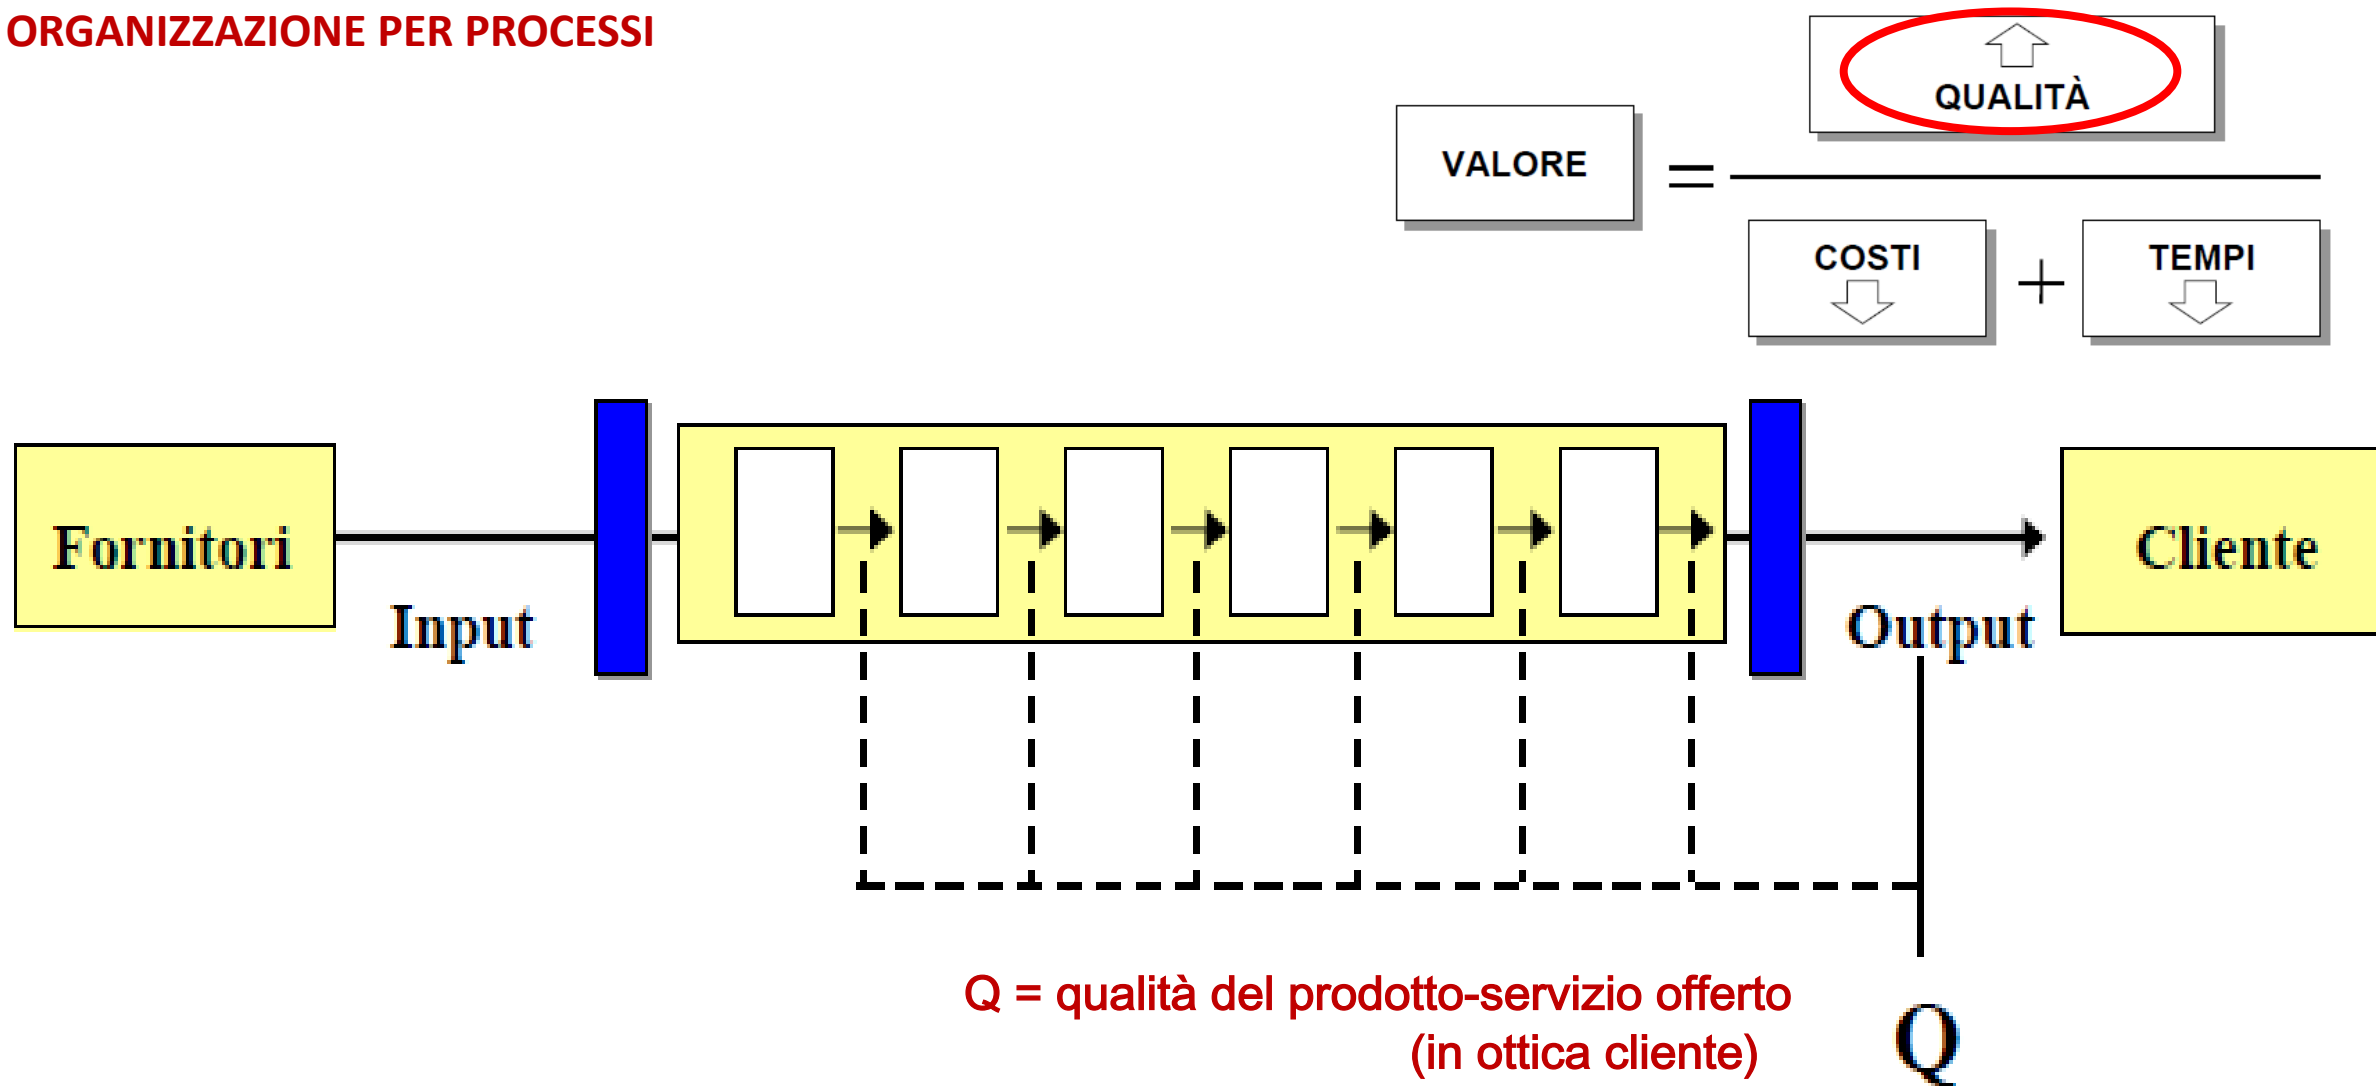 ORGANIZZAZIONE PER PROCESSI
QUALITÀ
VALORE
=
COSTI
+
TEMPI
Fornitori
Input
Output
Cliente
Q = qualità del prodotto-servizio offerto
(in ottica cliente)
Q